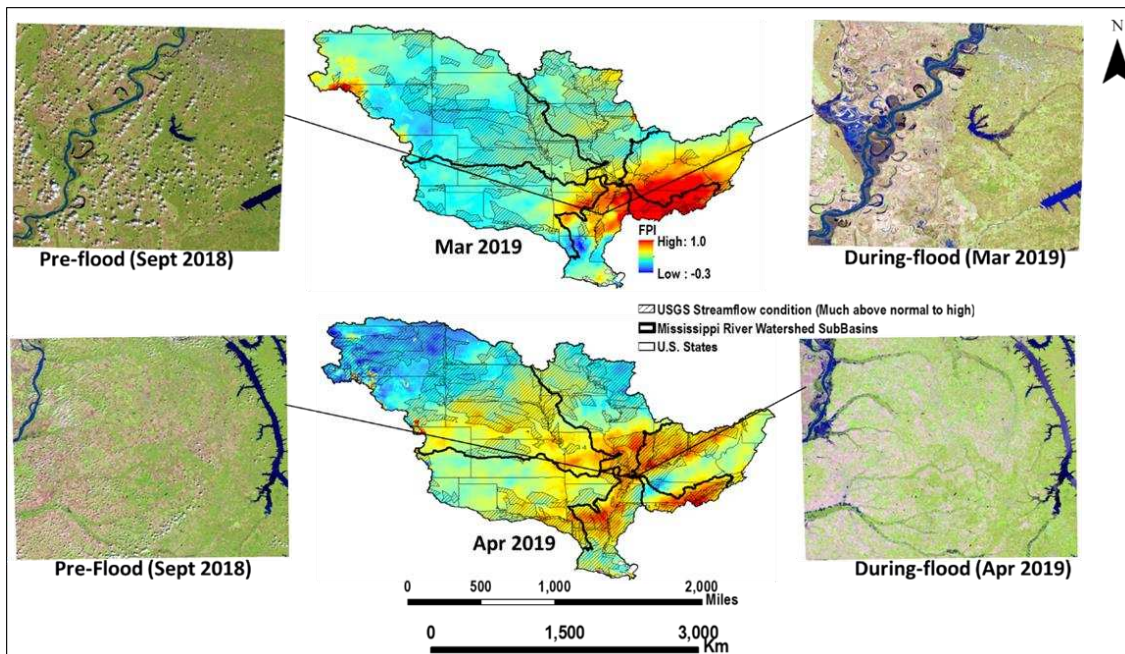 N
Pre-flood (Sept 2018)
Mar 2019
FPI
High: 1.0
Low : -0.3
During-flood (Mar 2019)
USGS Streamflow condition (Much above normal to high)
Mississippi River Watershed SubBasins
U.S. States
Pre-Flood (Sept 2018)
Apr 2019
During-flood (Apr 2019)
0 500 1,000 2,000
Miles
0 1,500 3,000
Km